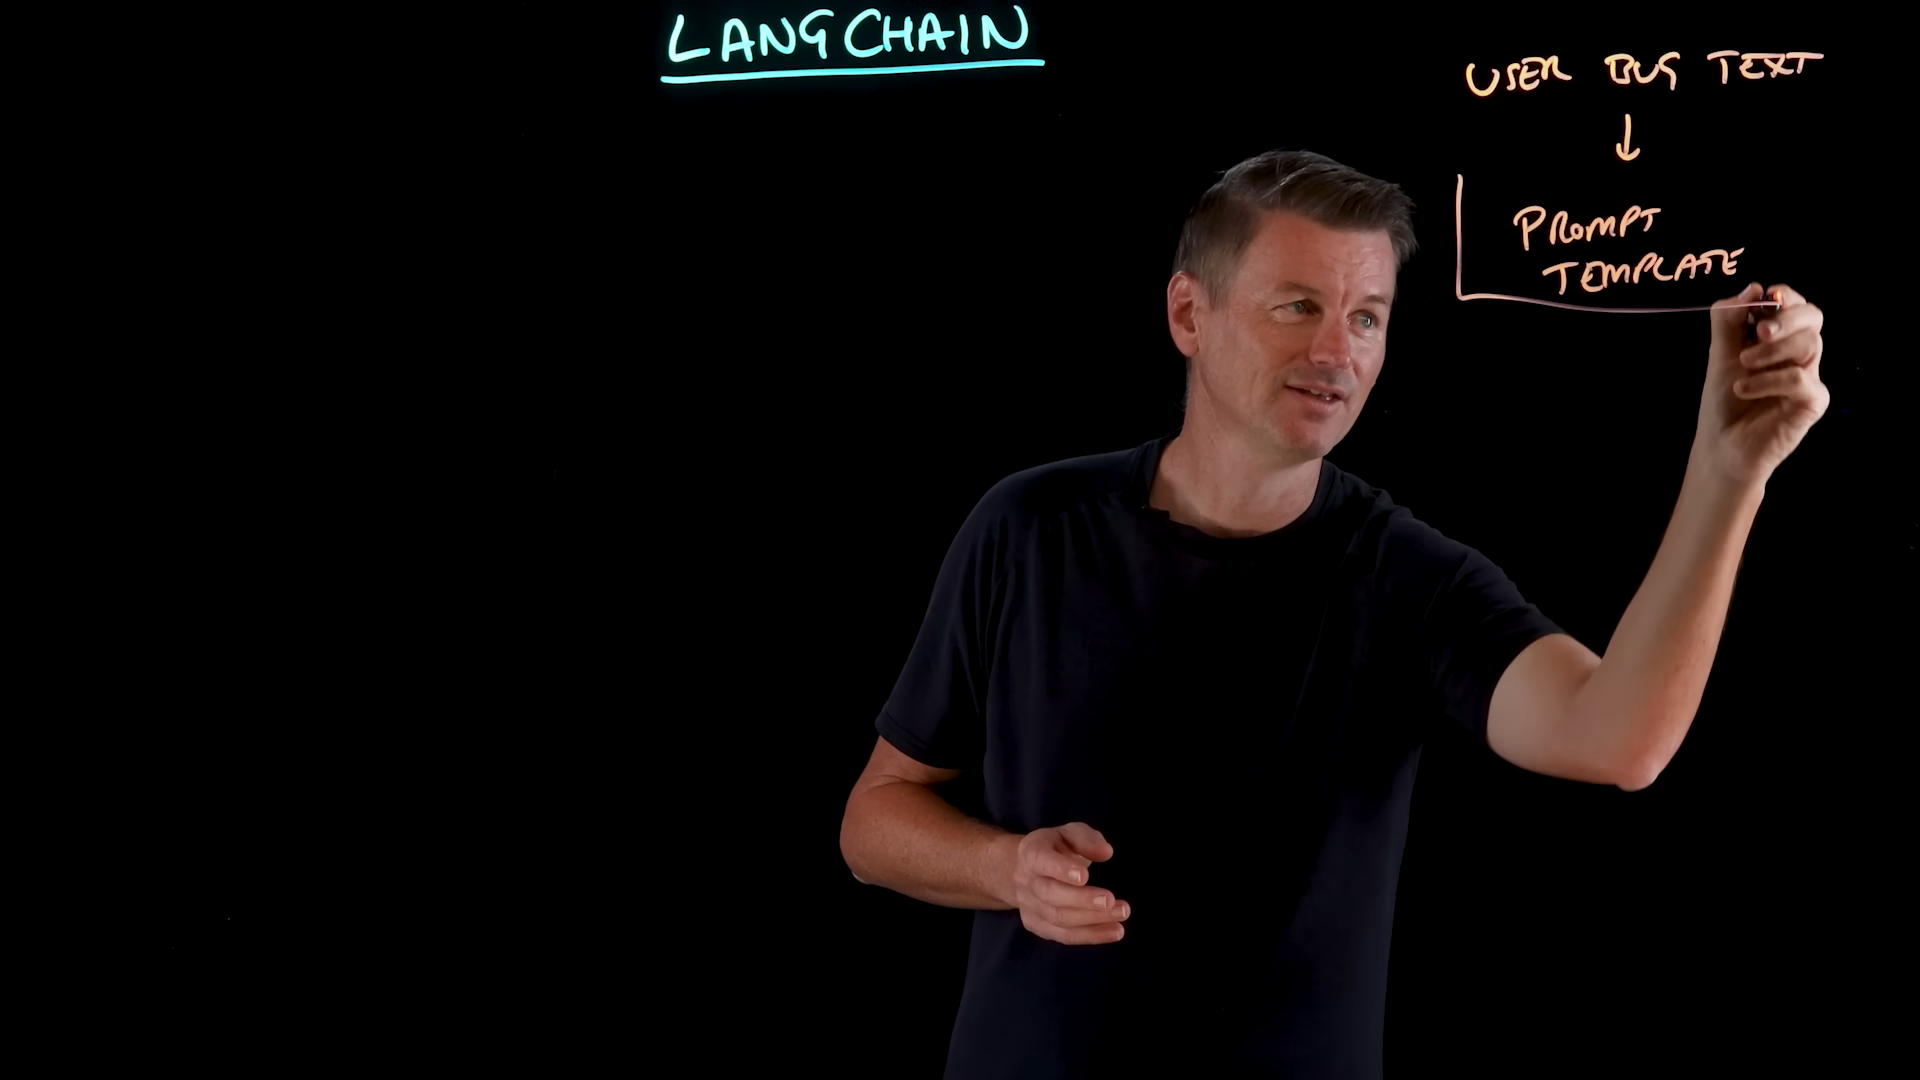 LANGCHAIN
USER BUG TEXT
↓
PROMPT
TEMPLATE